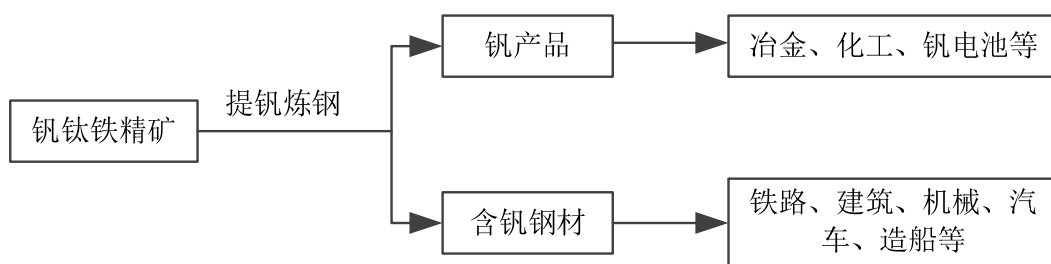 钒产品
冶金、化工、钒电池等
提钒炼钢
钒钛铁精矿
含钒钢材
铁路、建筑、机械、汽
车、造船等